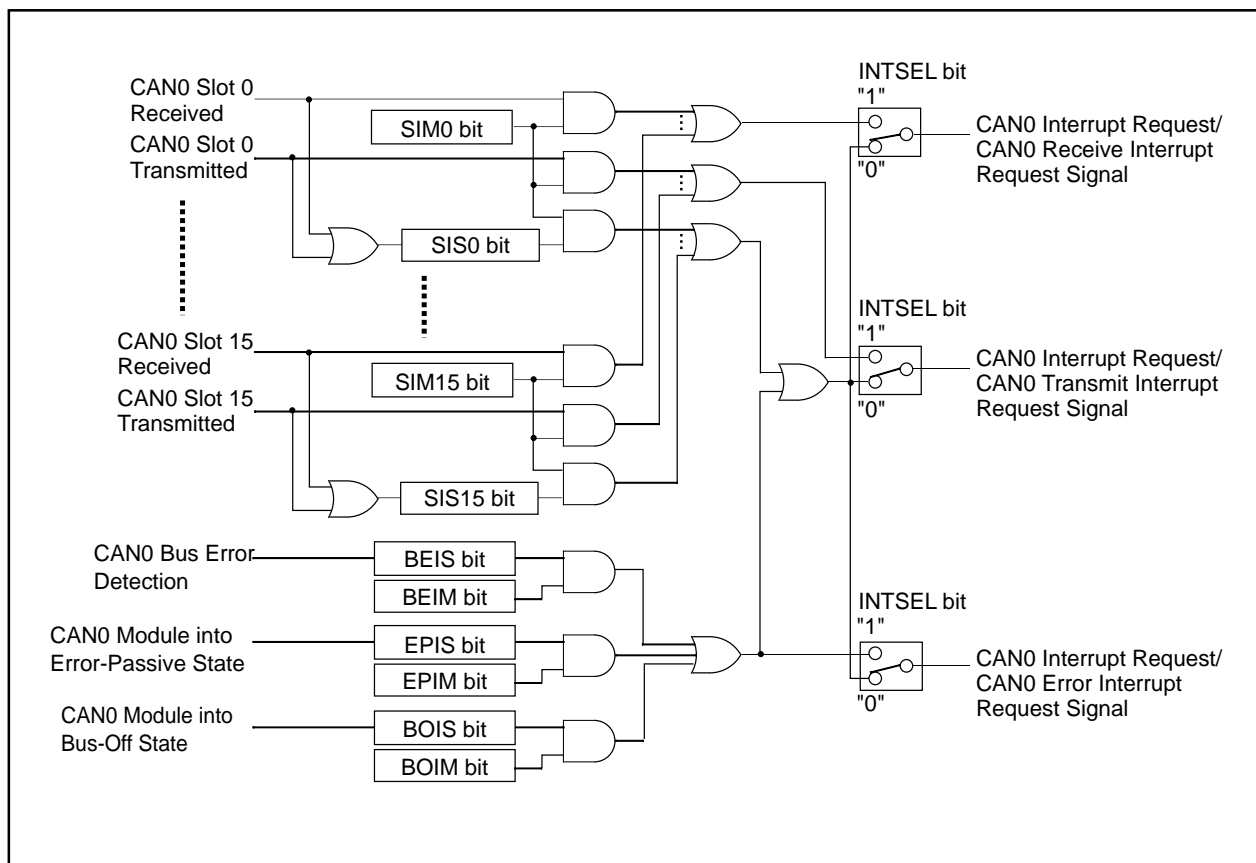 CAN0 Slot 0
Received
CAN0 Slot 0
Transmitted
SIM0 bit
SIS0 bit
CAN0 Slot 15
Received
CAN0 Slot 15
Transmitted
SIM15 bit
SIS15 bit
CAN0 Bus Error
Detection
BEIS bit
BEIM bit
CAN0 Module into
Error-Passive State
EPIS bit
EPIM bit
CAN0 Module into
Bus-Off State
BOIS bit
BOIM bit
INTSEL bit
"1"
"0"
CAN0 Interrupt Request/
CAN0 Receive Interrupt
Request Signal
INTSEL bit
"1"
"0"
CAN0 Interrupt Request/
CAN0 Transmit Interrupt
Request Signal
INTSEL bit
"1"
"0"
CAN0 Interrupt Request/
CAN0 Error Interrupt
Request Signal